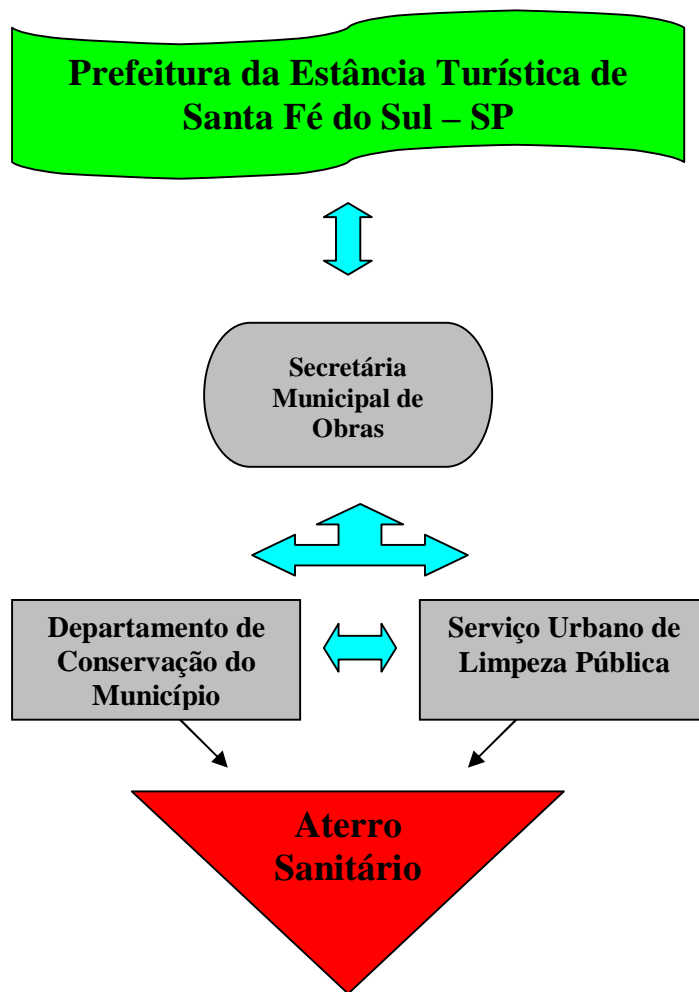 Prefeitura da Estância Turística de
Santa Fé do Sul – SP
Secretária
Municipal de
Obras
Departamento de
Conservação do
Município
Serviço Urbano de
Limpeza Pública
Aterro
Sanitário